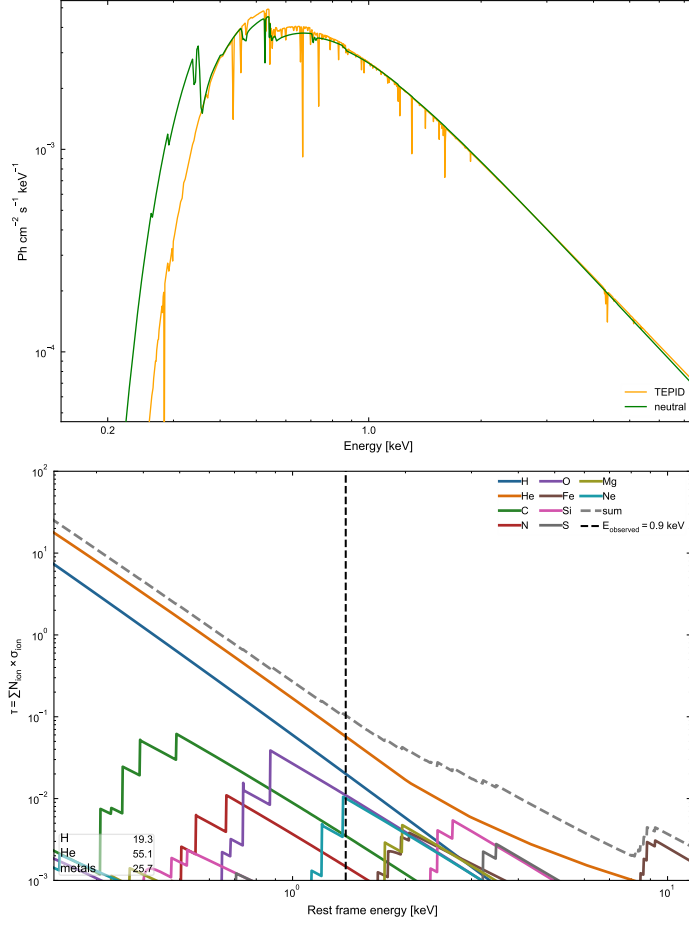 Ph cm⁻² s⁻¹ keV⁻¹
10⁻³
10⁻⁴
TEPID
neutral
0.2
1.0
Energy [keV]
10²
10¹
10⁰
10⁻¹
10⁻²
10⁻³
τ = ∑N_ion × σ_ion
H O Mg
He Fe Ne
C Si sum
N S E_observed = 0.9 keV
H 19.3
He 55.1
metals 25.7
10⁰
10¹
Rest frame energy [keV]